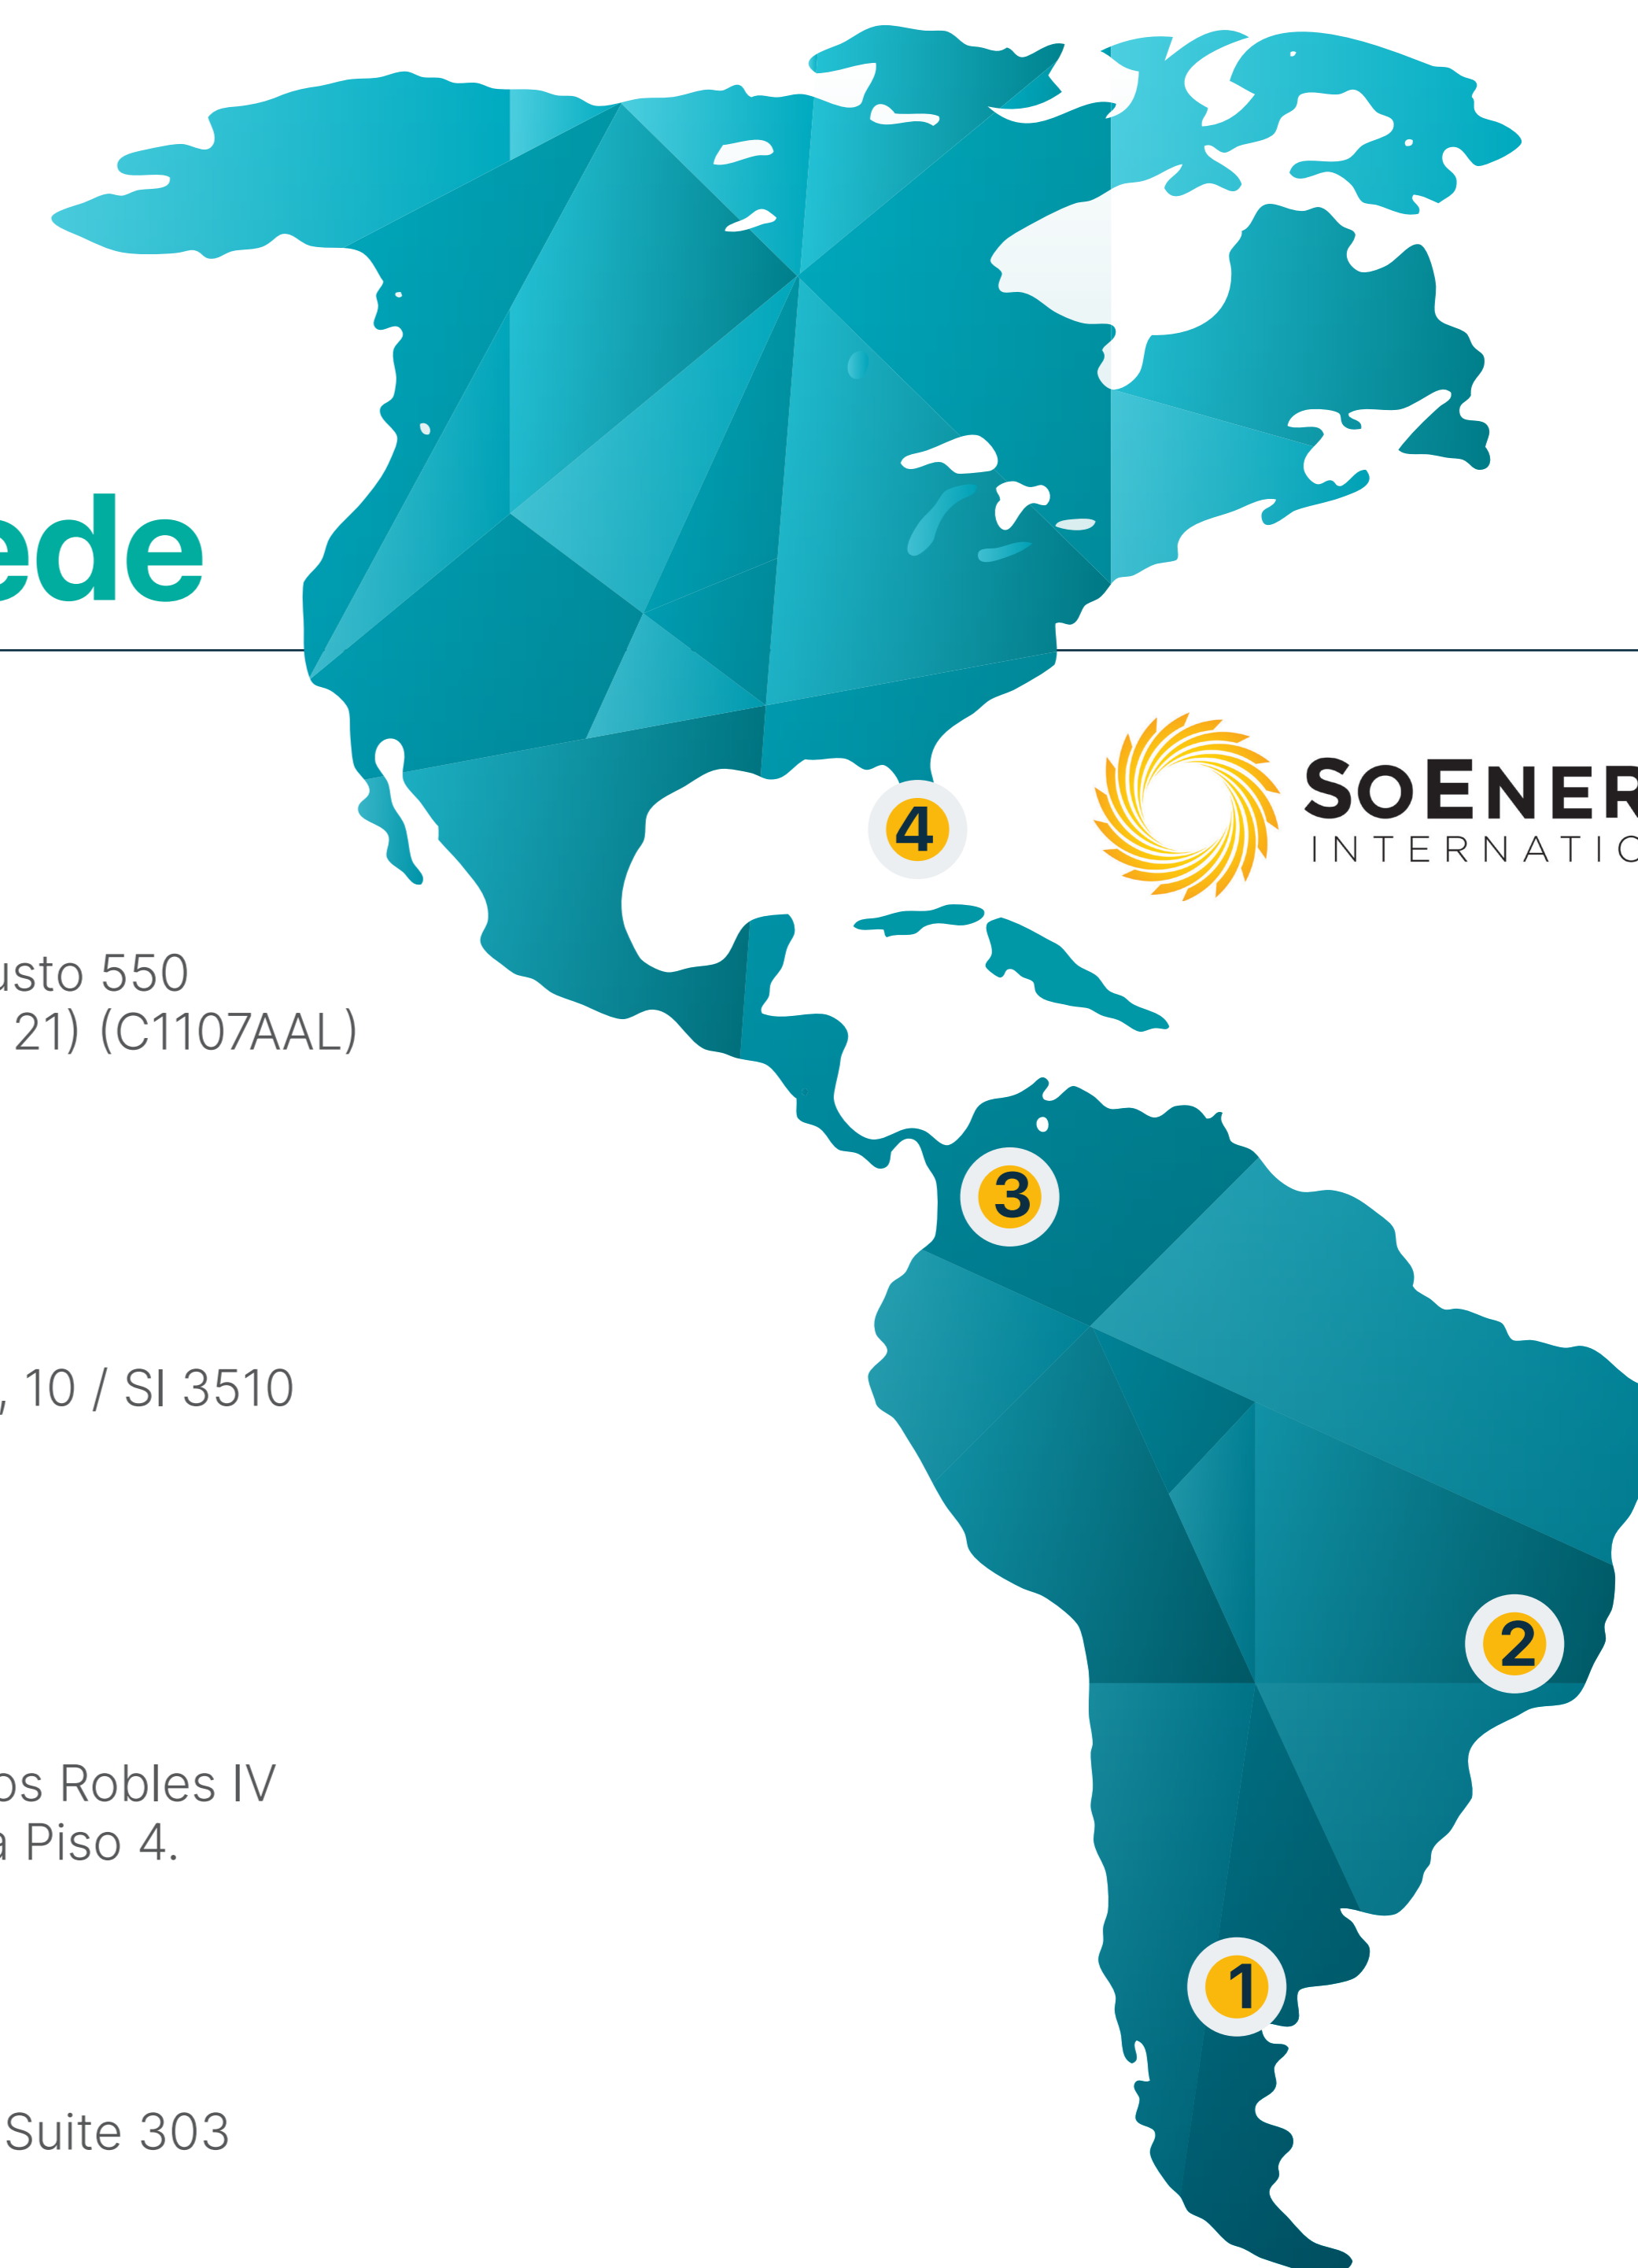 ede
SOENER
INTERNATIO
usto 550
21) (C1107AAL)
, 10 / SI 3510
os Robles IV
a Piso 4.
Suite 303
4
3
2
1